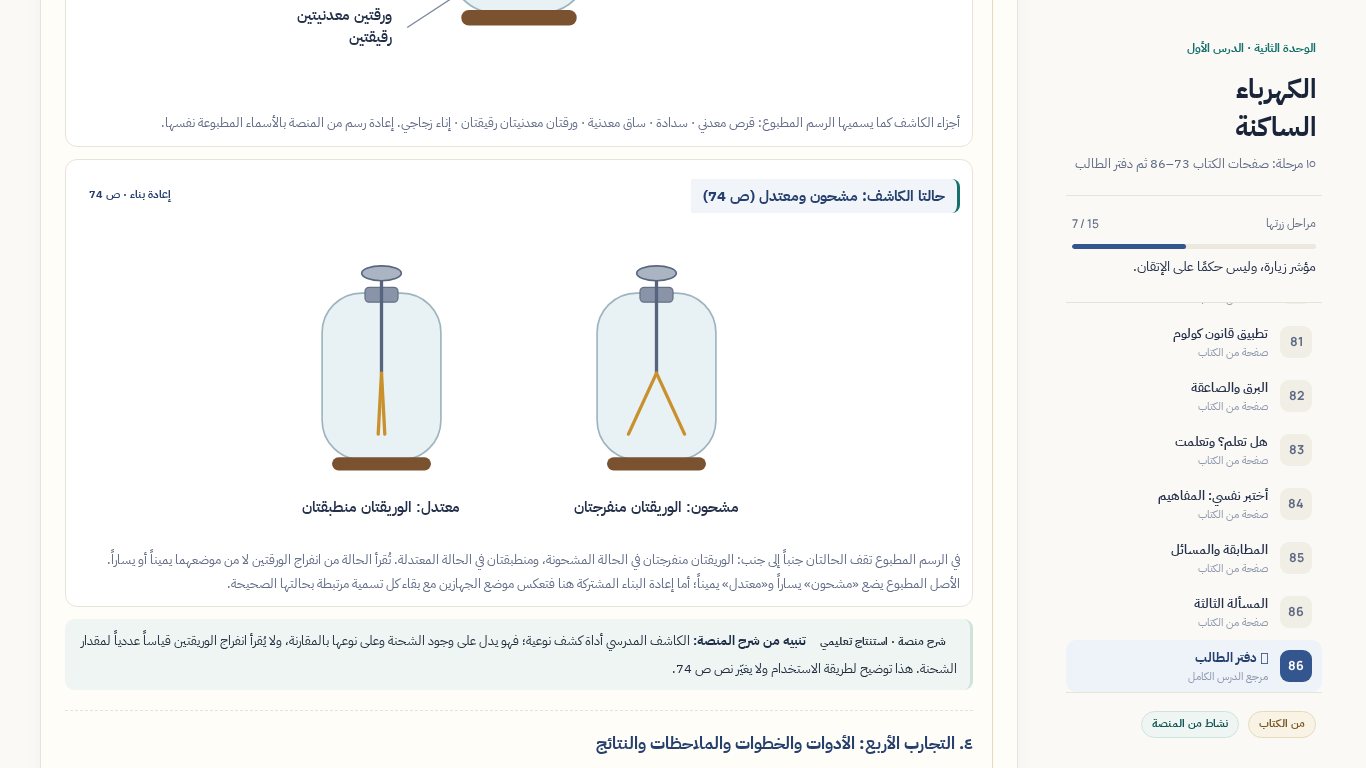 الوحدة الثانية · الدرس الأول
الكهرباء
الساكنة
١٥ مرحلة: صفحات الكتاب 73–86 ثم دفتر الطالب
مراحل زرتها
7 / 15
مؤشر زيارة، وليس حكمًا على الإتقان.
81
تطبيق قانون كولوم
صفحة من الكتاب
82
البرق والصاعقة
صفحة من الكتاب
83
هل تعلم؟ وتعلمت
صفحة من الكتاب
84
أختبر نفسي: المفاهيم
صفحة من الكتاب
85
المطابقة والمسائل
صفحة من الكتاب
86
المسألة الثالثة
صفحة من الكتاب
86
دفتر الطالب
مرجع الدرس الكامل
من الكتاب
نشاط من المنصة
ورقتين معدنيتين
رقيقتين
أجزاء الكاشف كما يسميها الرسم المطبوع: قرص معدني · سدادة · ساق معدنية · ورقتان معدنيتان رقيقتان · إناء زجاجي. إعادة رسم من المنصة بالأسماء المطبوعة نفسها.
حالتا الكاشف: مشحون ومعتدل (ص 74)
إعادة بناء · ص 74
مشحون: الوريقتان منفرجتان
معتدل: الوريقتان منطبقتان
في الرسم المطبوع تقف الحالتان جنباً إلى جنب: الوريقتان منفرجتان في الحالة المشحونة، ومنطبقتان في الحالة المعتدلة. تُقرأ الحالة من انفراج الورقتين لا من موضعهما يميناً أو يساراً.
الأصل المطبوع يضع «مشحون» يساراً و«معتدل» يميناً؛ أما إعادة البناء المشتركة هنا فتعكس موضع الجهازين مع بقاء كل تسمية مرتبطة بحالتها الصحيحة.
شرح منصة · استنتاج تعليمي تنبيه من شرح المنصة: الكاشف المدرسي أداة كشف نوعية؛ فهو يدل على وجود الشحنة وعلى نوعها بالمقارنة، ولا يُقرأ انفراج الوريقتين قياساً عددياً لمقدار
الشحنة. هذا توضيح لطريقة الاستخدام ولا يغيّر نص ص 74.
٤. التجارب الأربع: الأدوات والخطوات والملاحظات والنتائج